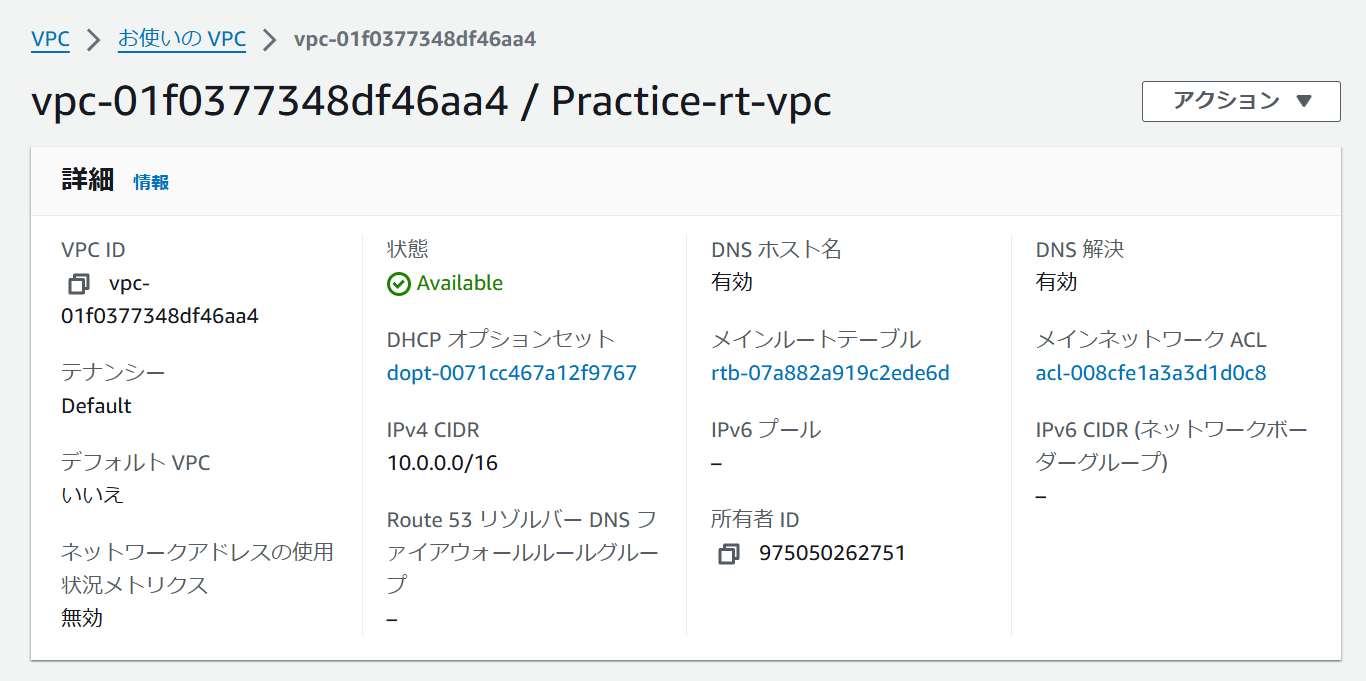 VPC > お使いの VPC > vpc-01f0377348df46aa4
vpc-01f0377348df46aa4 / Practice-rt-vpc
アクション ▼
詳細 情報
VPC ID
vpc-
01f0377348df46aa4
テナンシー
Default
デフォルト VPC
いいえ
ネットワークアドレスの使用
状況メトリクス
無効
状態
Available
DHCP オプションセット
dopt-0071cc467a12f9767
IPv4 CIDR
10.0.0.0/16
Route 53 リゾルバー DNS フ
ァイアウォールルールグルー
プ
–
DNS ホスト名
有効
メインルートテーブル
rtb-07a882a919c2ede6d
IPv6 プール
–
所有者 ID
975050262751
DNS 解決
有効
メインネットワーク ACL
acl-008cfe1a3a3d1d0c8
IPv6 CIDR (ネットワークボー
ダーグループ)
–